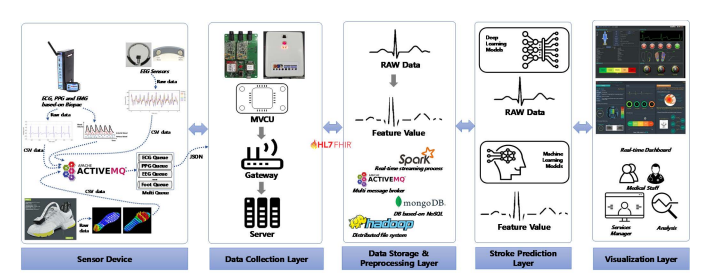 EEG Sensors
Raw data
ECG, PPG and EMG
based on Biopac
Raw
data
CSV data
CSV data
APACHE
ACTIVEMQ
ECG Queue
PPG Queue
EEG Queue
...
Foot Queue
Multi Queue
JSON
CSV data
Raw
data
Sensor Device
MVCU
Gateway
Server
Data Collection Layer
HL7 FHIR
RAW Data
Feature Value
Spark
Real-time streaming process
APACHE
ACTIVEMQ
Multi message broker
mongoDB
DB based on NoSQL
hadoop
Distributed file system
Data Storage &
Preprocessing Layer
Deep
Learning
Models
RAW Data
Machine
Learning
Models
Feature Value
Stroke Prediction
Layer
Real-time Dashboard
Medical Staff
Services
Manager
Analysis
Visualization Layer